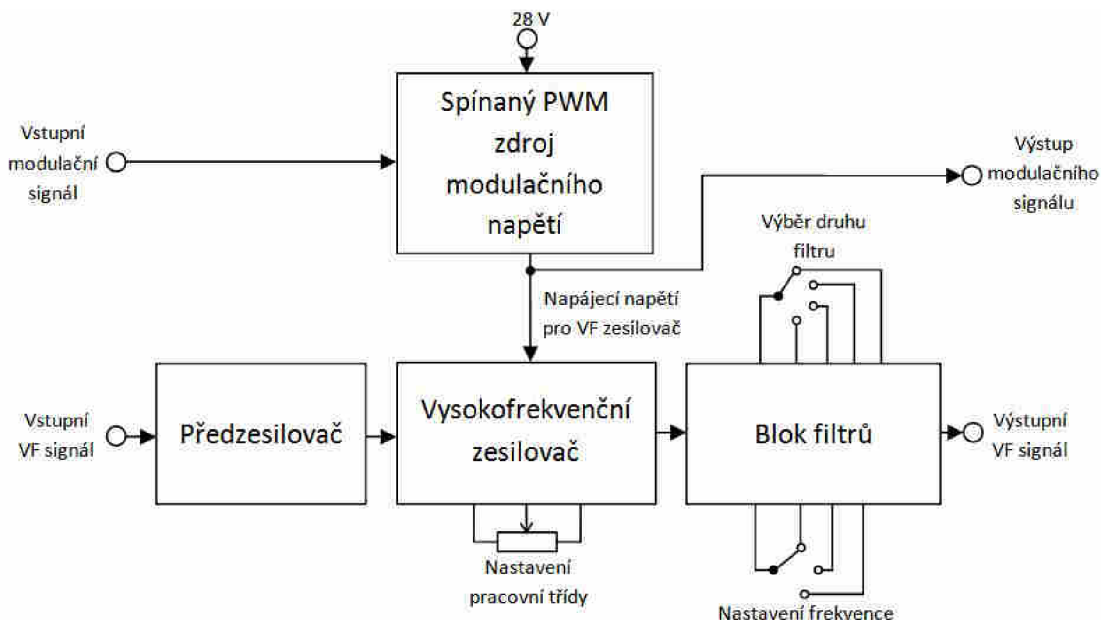 28 V
Spínaný PWM
zdroj
modulačního
napětí
Vstupní
modulační
signál
Výstup
modulačního
signálu
Výběr druhu
filtru
Napájecí napětí
pro VF zesilovač
Vstupní
VF signál
Předzesilovač
Vysokofrekvenční
zesilovač
Blok filtrů
Výstupní
VF signál
Nastavení
pracovní třídy
Nastavení frekvence